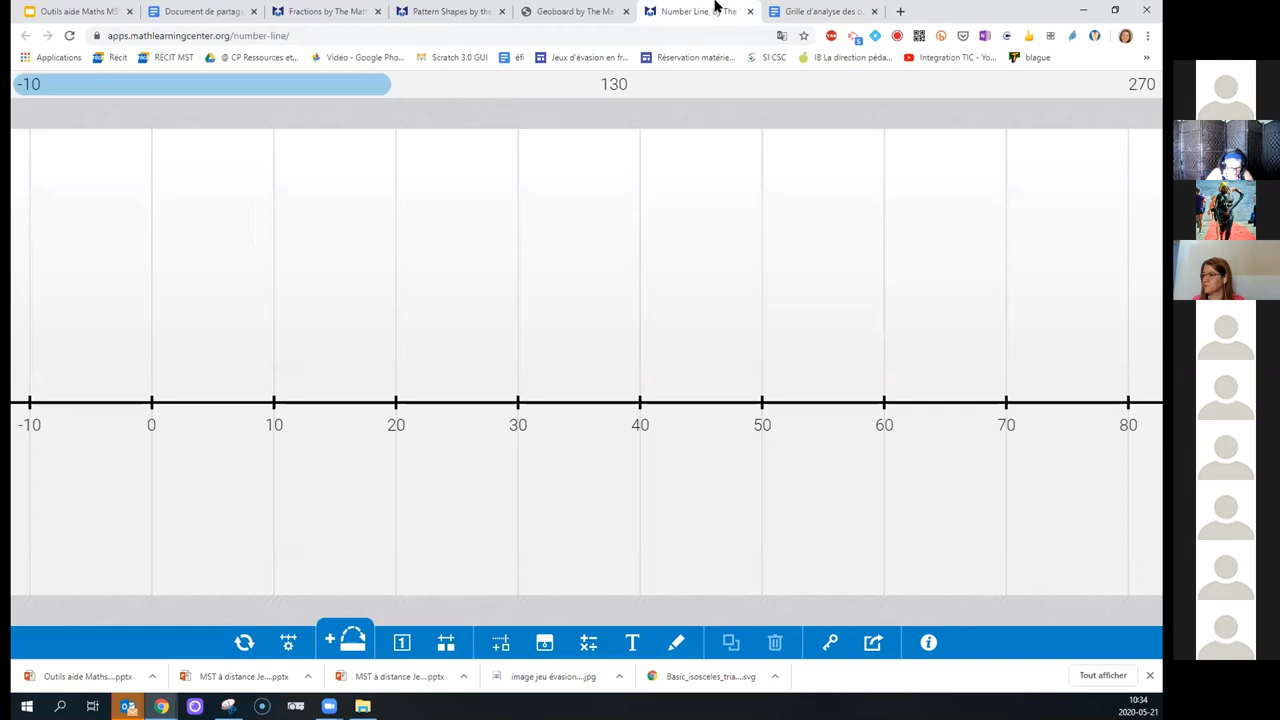 Outils aide Maths MS
Document de partag
Fractions by The Mat
Pattern Shapes by the
Geoboard by The Ma
Number Line, by The
Grille d'analyse des o
apps.mathlearningcenter.org/number-line/
Applications
Récit
RÉCIT MST
@ CP Ressources et...
Vidéo - Google Pho...
Scratch 3.0 GUI
éfi
Jeux d'évasion en fr...
Réservation matérie...
SI CSC
IB La direction péda...
Integration TIC - Yo...
blague
»
-10 130 270
-10 0 10 20 30 40 50 60 70 80
1
T
Outils aide Maths....pptx
MST à distance Je....pptx
MST à distance Je....pptx
image jeu évasion....jpg
Basic_isosceles_tria....svg
Tout afficher
10:34
2020-05-21